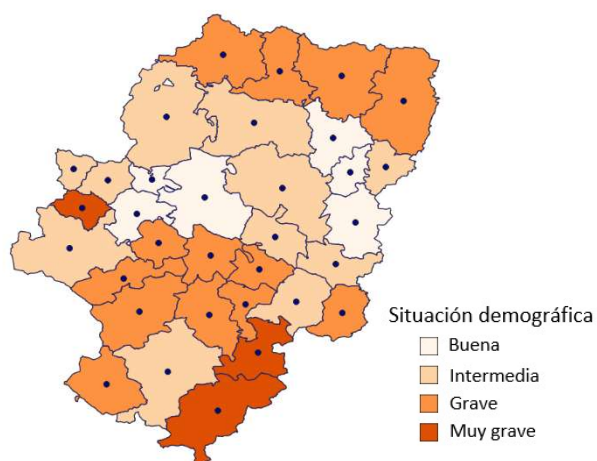 Situación demográfica
Buena
Intermedia
Grave
Muy grave